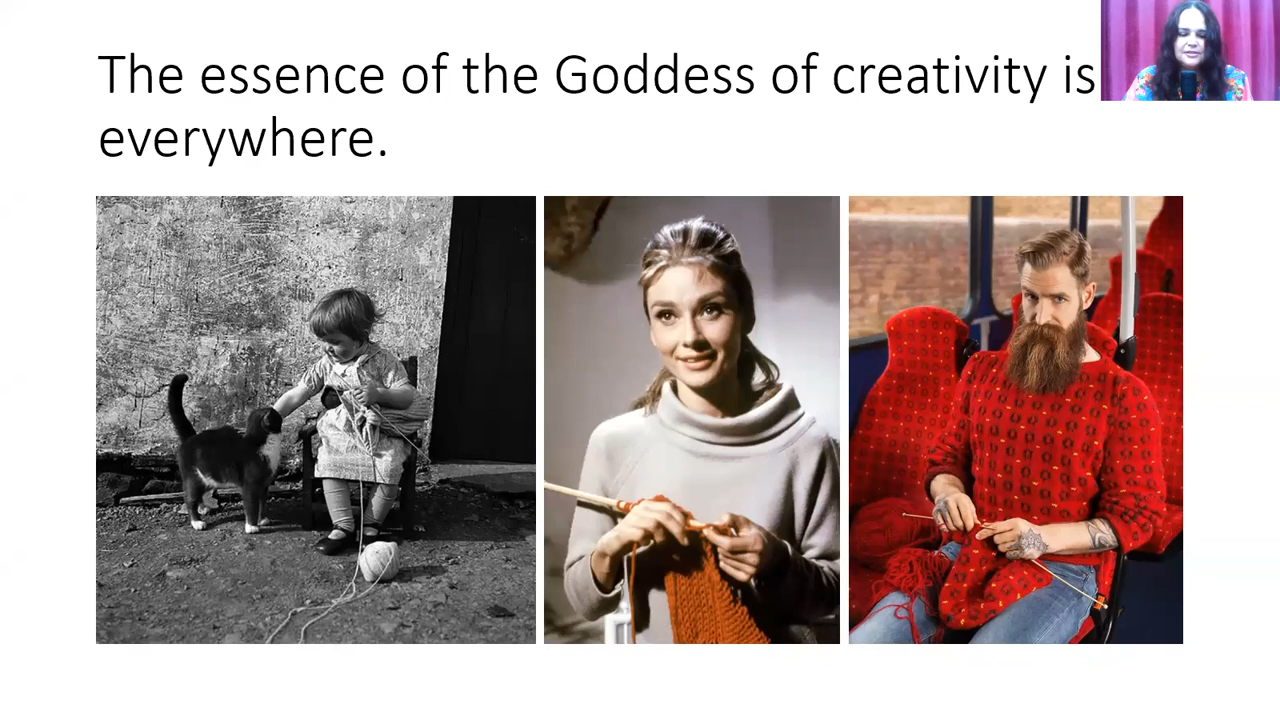 The essence of the Goddess of creativity is
everywhere.